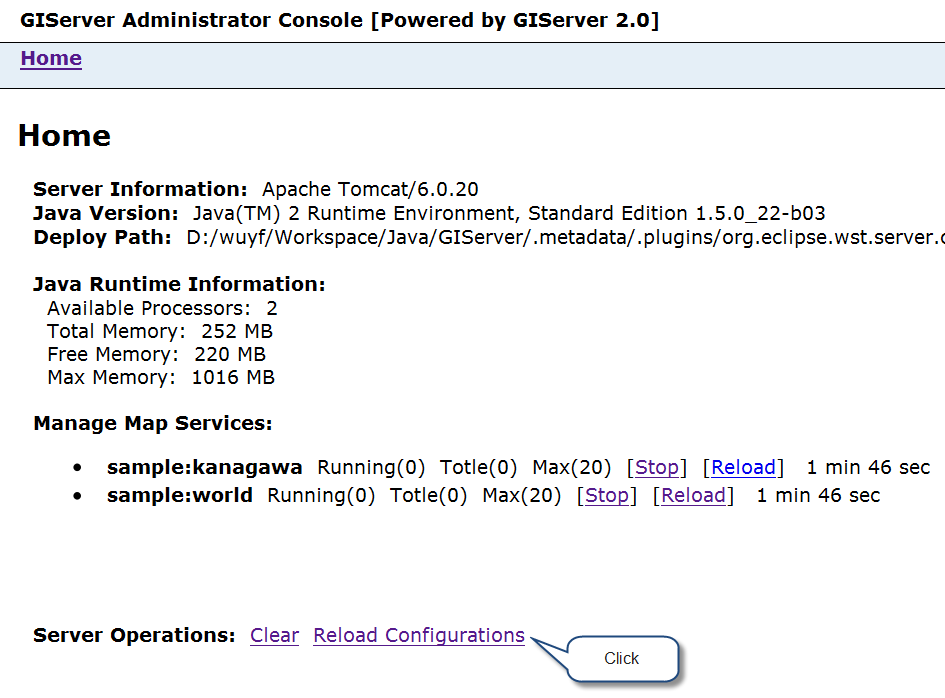 GIServer Administrator Console [Powered by GIServer 2.0]
Home
Home
Server Information: Apache Tomcat/6.0.20
Java Version: Java(TM) 2 Runtime Environment, Standard Edition 1.5.0_22-b03
Deploy Path: D:/wuyf/Workspace/Java/GIServer/.metadata/.plugins/org.eclipse.wst.server.
Java Runtime Information:
Available Processors: 2
Total Memory: 252 MB
Free Memory: 220 MB
Max Memory: 1016 MB
Manage Map Services:
• sample:kanagawa Running(0) Totle(0) Max(20) [Stop] [Reload] 1 min 46 sec
• sample:world Running(0) Totle(0) Max(20) [Stop] [Reload] 1 min 46 sec
Server Operations: Clear Reload Configurations
Click